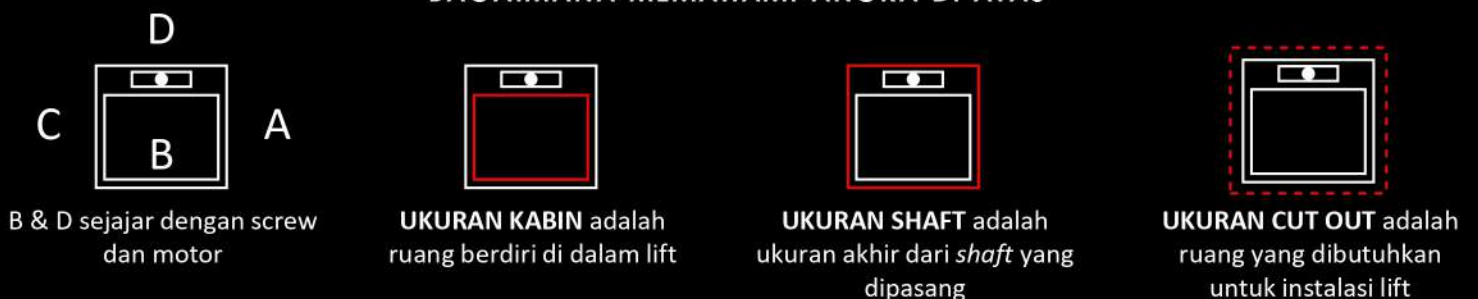 D
C
A
B
B & D sejajar dengan screw
dan motor
UKURAN KABIN adalah
ruang berdiri di dalam lift
UKURAN SHAFT adalah
ukuran akhir dari shaft yang
dipasang
UKURAN CUT OUT adalah
ruang yang dibutuhkan
untuk instalasi lift